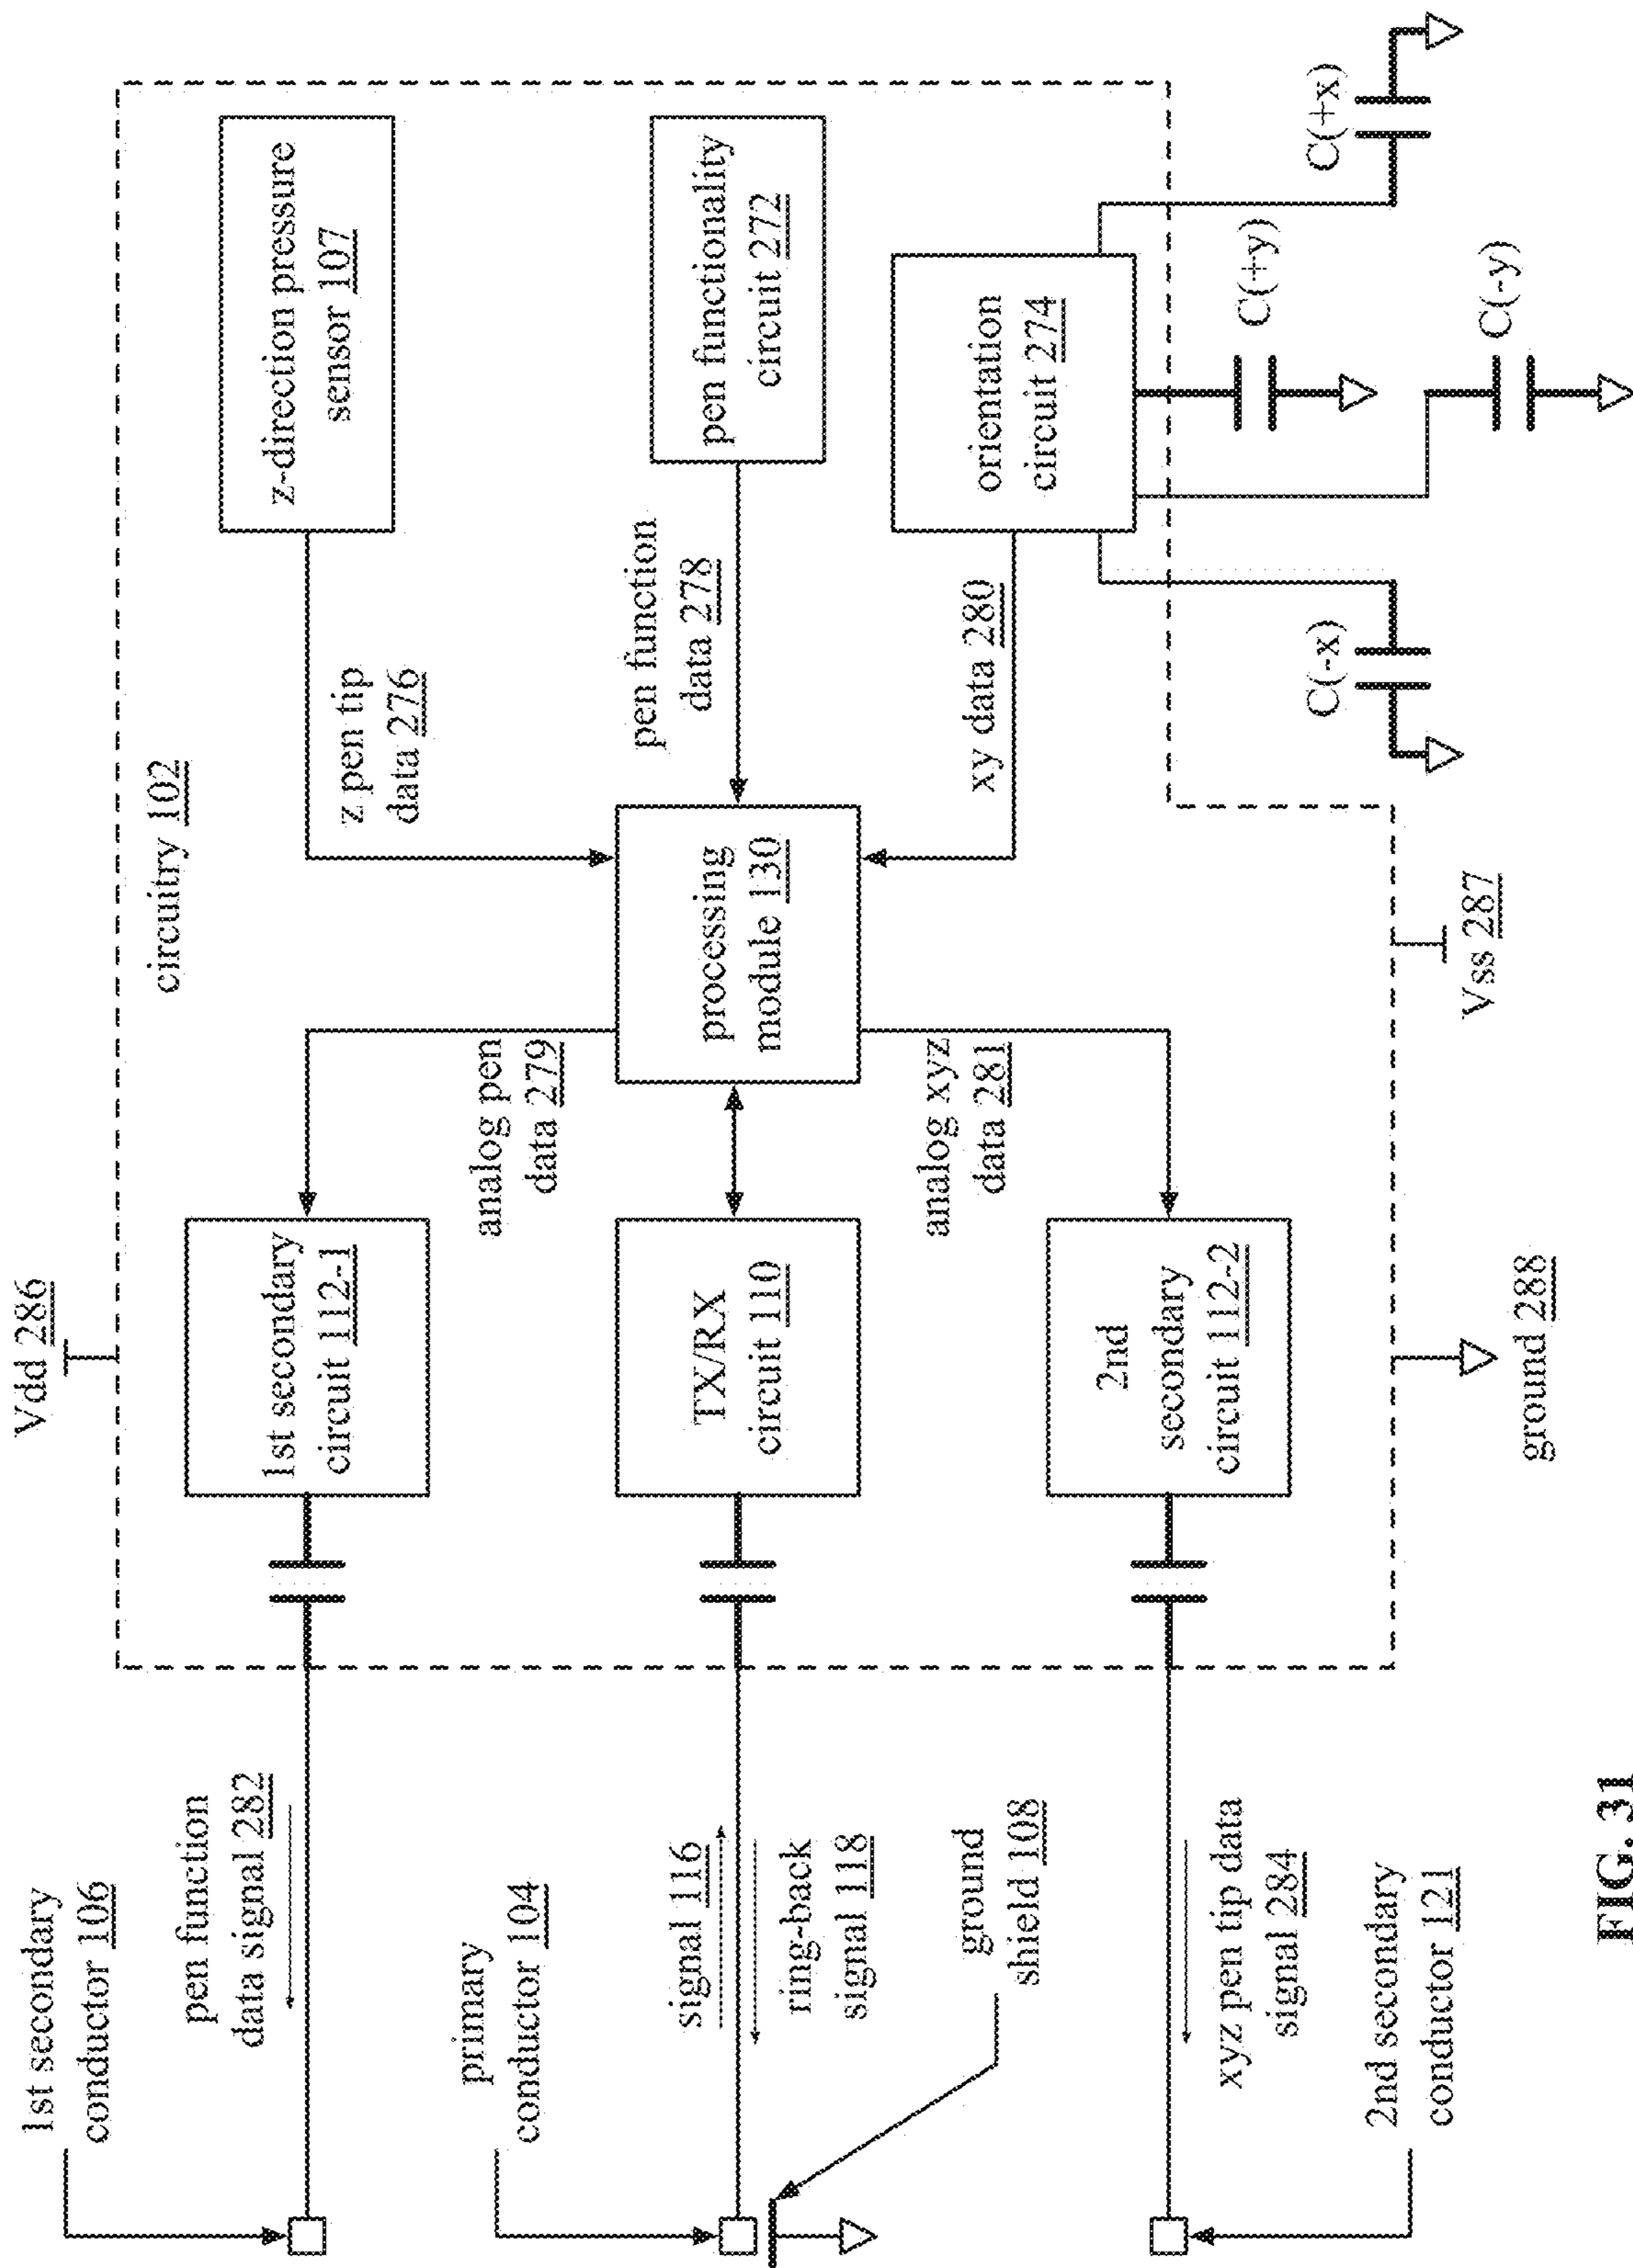 Vdd 286
circuitry 102
1st secondary
conductor 106
pen function
data signal 282
1st secondary
circuit 112-1
analog pen
data 279
z pen tip
data 276
z-direction pressure
sensor 107
primary
conductor 104
signal 116
ring-back
signal 118
ground
shield 108
TX/RX
circuit 110
processing
module 130
pen function
data 278
pen functionality
circuit 272
analog xyz
data 281
xy data 280
orientation
circuit 274
xyz pen tip data
signal 284
2nd secondary
conductor 121
2nd
secondary
circuit 112-2
ground 288
Vss 287
C(-x)
C(+y)
C(-y)
C(+x)
FIG. 31